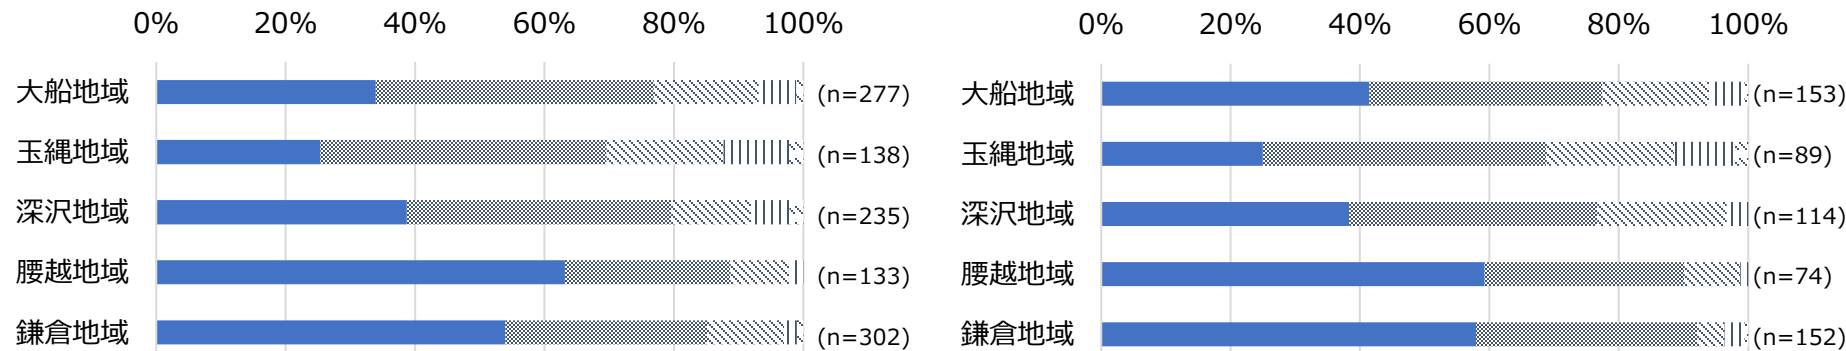 0% 20% 40% 60% 80% 100%
大船地域 (n=277)
玉縄地域 (n=138)
深沢地域 (n=235)
腰越地域 (n=133)
鎌倉地域 (n=302)
0% 20% 40% 60% 80% 100%
大船地域 (n=153)
玉縄地域 (n=89)
深沢地域 (n=114)
腰越地域 (n=74)
鎌倉地域 (n=152)